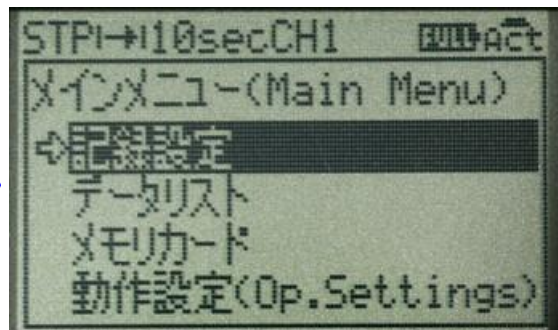 STP 10secCH1 FULL Act
メインメニュー(Main Menu)
⇨記録設定
データリスト
メモリカード
動作設定(Op.Settings)